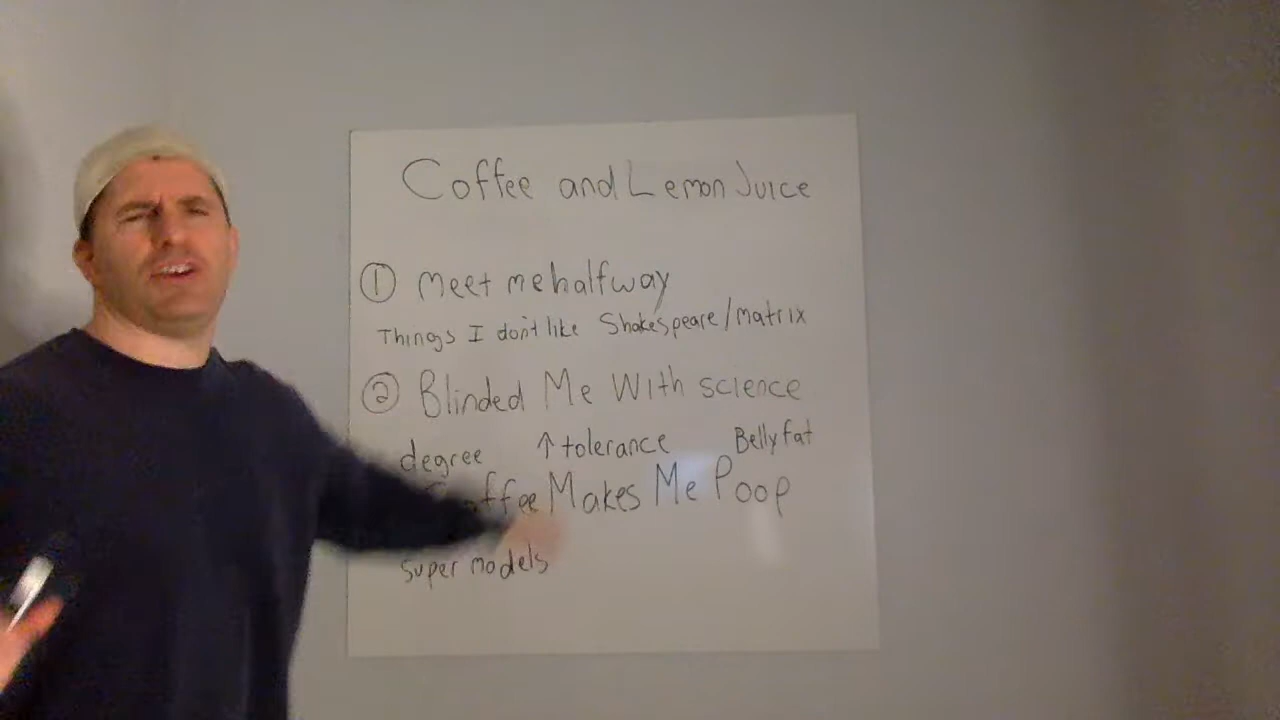 Coffee and Lemon Juice
① Meet me halfway
Things I don't like Shakespeare/Matrix
② Blinded Me With science
degree ↑ tolerance Belly fat
Coffee Makes Me Poop
super models